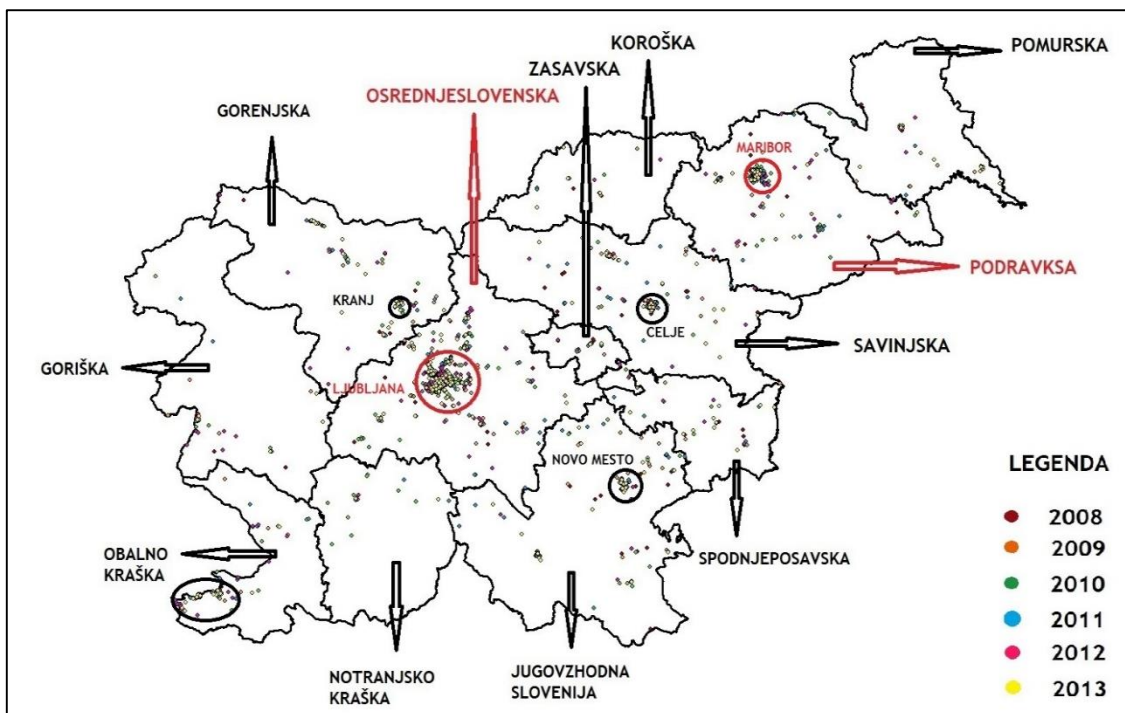 KOROŠKA
POMURSKA
ZASAVSKA
OSREDNJESLOVENSKA
GORENJSKA
MARIBOR
PODRAVKSA
KRANJ
CELJE
SAVINJSKA
GORIŠKA
LJUBLJANA
NOVO MESTO
LEGENDA
2008
2009
2010
2011
2012
2013
OBALNO
KRAŠKA
SPODNJEPOSAVSKA
NOTRANJSKO
KRAŠKA
JUGOVZHODNA
SLOVENIJA